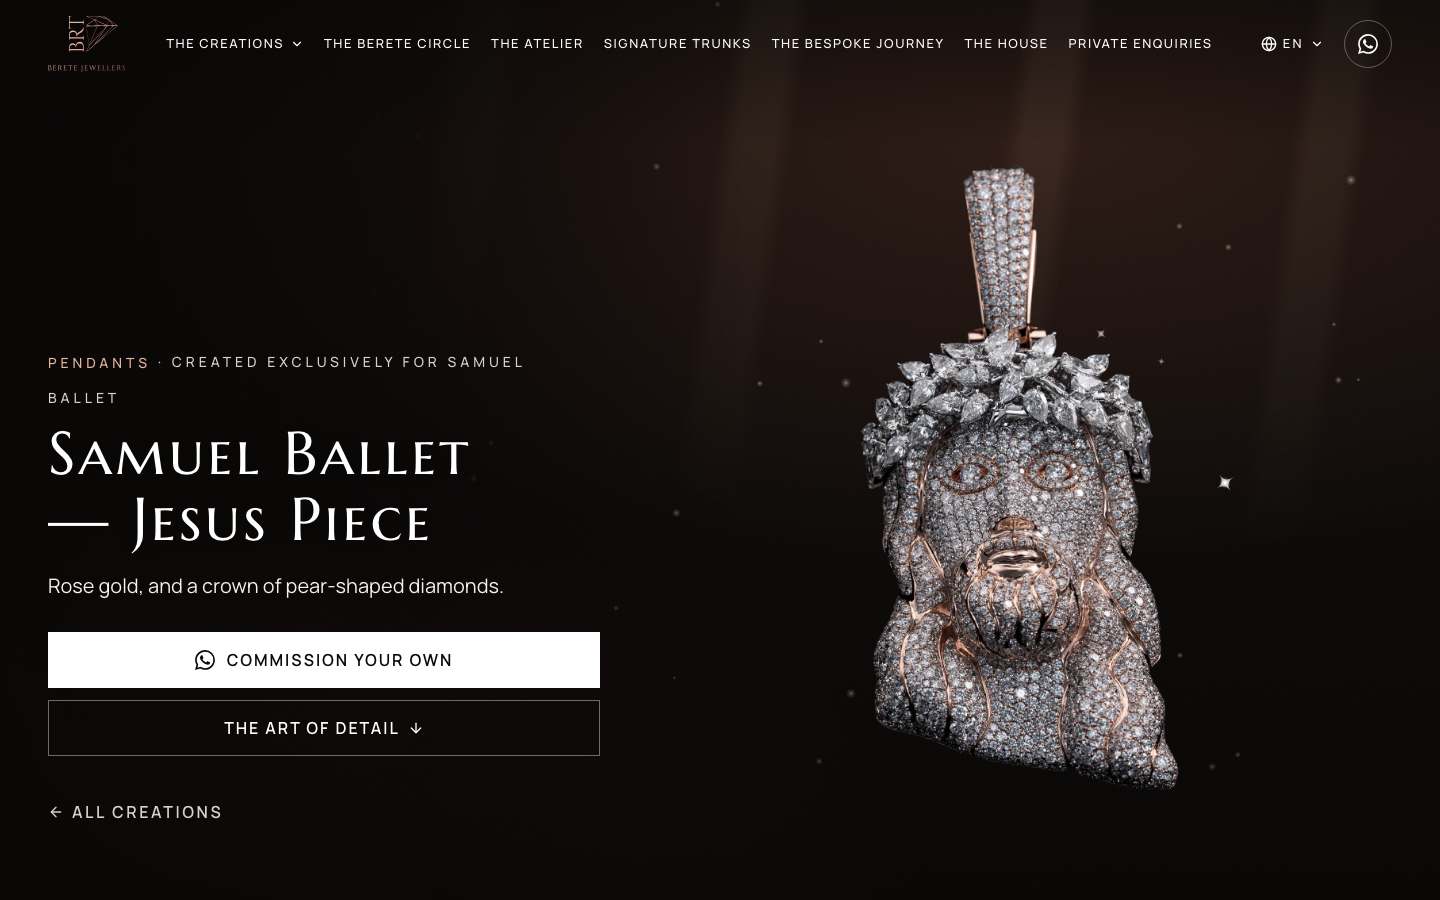 BRT
BERETE JEWELLERS
THE CREATIONS
THE BERETE CIRCLE
THE ATELIER
SIGNATURE TRUNKS
THE BESPOKE JOURNEY
THE HOUSE
PRIVATE ENQUIRIES
EN
PENDANTS · CREATED EXCLUSIVELY FOR SAMUEL
BALLET
Samuel Ballet
— Jesus Piece
Rose gold, and a crown of pear-shaped diamonds.
COMMISSION YOUR OWN
THE ART OF DETAIL ↓
← ALL CREATIONS